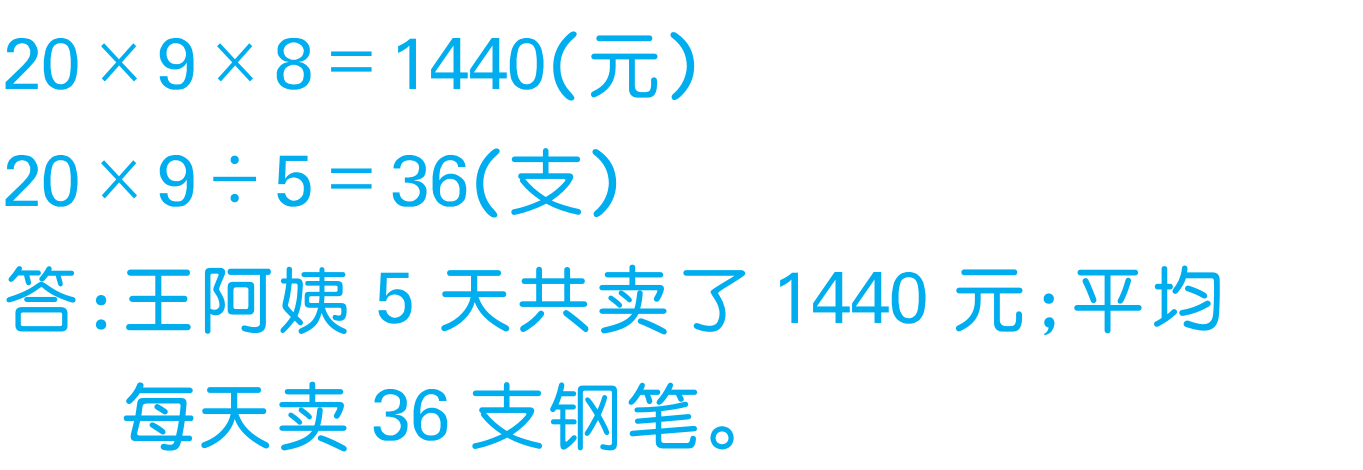 20×9×8=1440(元)
20×9÷5=36(支)
答:王阿姨 5 天共卖了 1440 元;平均
每天卖 36 支钢笔。